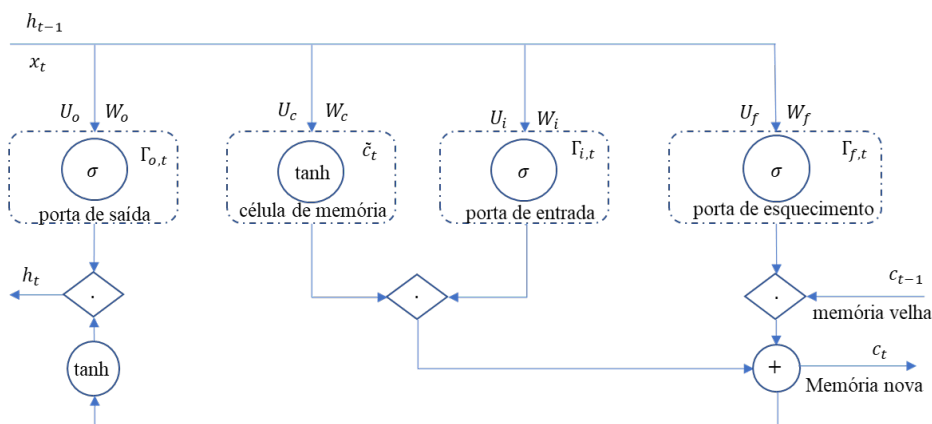 h_{t−1}
x_t
U_o W_o
U_c W_c
U_i W_i
U_f W_f
Γ_{o,t}
σ
porta de saída
c̃_t
tanh
célula de memória
Γ_{i,t}
σ
porta de entrada
Γ_{f,t}
σ
porta de esquecimento
h_t
·
·
·
c_{t−1}
memória velha
tanh
+
c_t
Memória nova